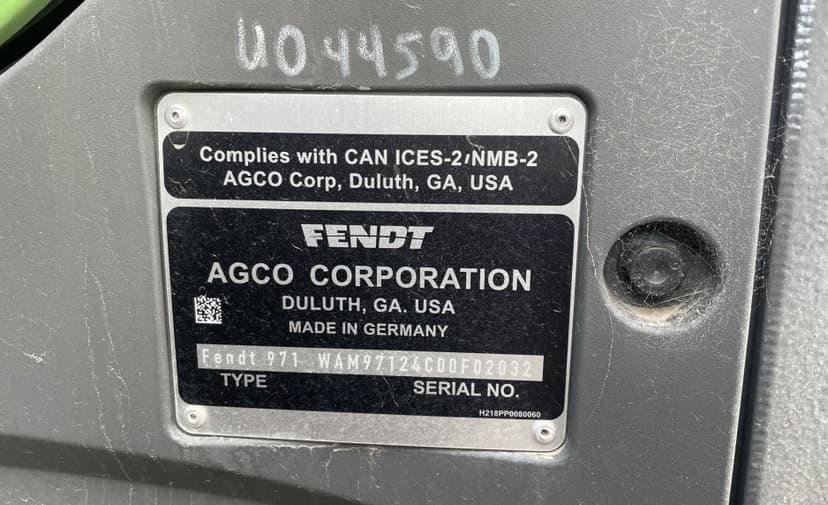 U044590
Complies with CAN ICES-2/NMB-2
AGCO Corp, Duluth, GA, USA
FENDT
AGCO CORPORATION
DULUTH, GA. USA
MADE IN GERMANY
Fendt 971 WAM97124C00F02032
TYPE SERIAL NO.
H218PP0080060